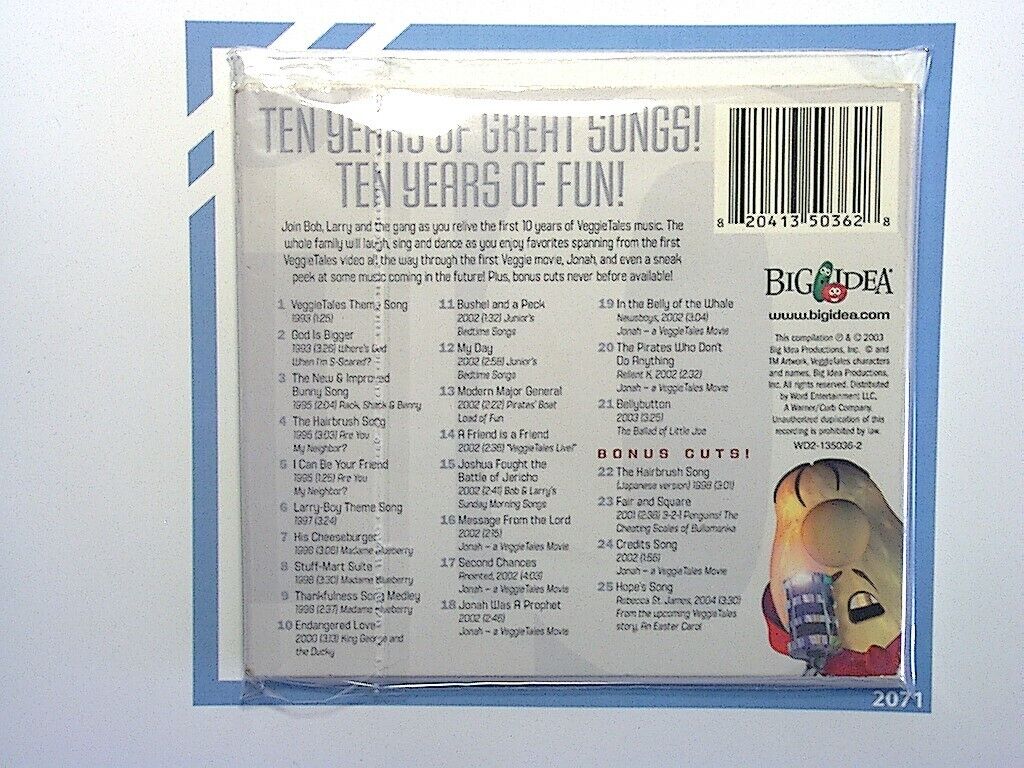 TEN YEARS OF GREAT SONGS!
TEN YEARS OF FUN!
Join Bob, Larry and the gang as you relive the first 10 years of VeggieTales music. The
whole family will laugh, sing and dance as you enjoy favorites spanning from the first
VeggieTales video all the way through the first Veggie movie, Jonah, and even a sneak
peek at some music coming in the future! Plus, bonus cuts never before available!
1 VeggieTales Theme Song
1993 (1:25)
2 God Is Bigger
1993 (3:26) Where's God
When I'm S-Scared?
3 The New & Improved
Bunny Song
1995 (2:04) Rack, Shack & Benny
4 The Hairbrush Song
1995 (3:03) Are You
My Neighbor?
5 I Can Be Your Friend
1995 (1:25) Are You
My Neighbor?
6 Larry-Boy Theme Song
1997 (3:24)
7 His Cheeseburger
1998 (3:06) Madame Blueberry
8 Stuff-Mart Suite
1998 (3:30) Madame Blueberry
9 Thankfulness Song Medley
1998 (2:37) Madame Blueberry
10 Endangered Love
2000 (3:13) King George and
the Ducky
11 Bushel and a Peck
2002 (1:32) Junior's
Bedtime Songs
12 My Day
2002 (2:56) Junior's
Bedtime Songs
13 Modern Major General
2002 (2:22) Pirates' Boat
Load of Fun
14 A Friend is a Friend
2002 (2:36) "VeggieTales Live!"
15 Joshua Fought the
Battle of Jericho
2002 (2:41) Bob & Larry's
Sunday Morning Songs
16 Message From the Lord
2002 (2:15)
Jonah – a VeggieTales Movie
17 Second Chances
Anointed, 2002 (4:03)
Jonah – a VeggieTales Movie
18 Jonah Was A Prophet
2002 (2:46)
Jonah – a VeggieTales Movie
19 In the Belly of the Whale
Newsboys, 2002 (3:04)
Jonah – a VeggieTales Movie
20 The Pirates Who Don't
Do Anything
Relient K, 2002 (2:32)
Jonah – a VeggieTales Movie
21 Bellybutton
2003 (3:25)
The Ballad of Little Joe
BONUS CUTS!
22 The Hairbrush Song
(Japanese version) 1998 (3:01)
23 Fair and Square
2001 (2:38) 3-2-1 Penguins! The
Cheating Scales of Bullamanka
24 Credits Song
2002 (1:56)
Jonah – a VeggieTales Movie
25 Hope's Song
Rebecca St. James, 2004 (3:30)
From the upcoming VeggieTales
story, An Easter Carol
8 20413 50362 8
BIG IDEA®
www.bigidea.com
This compilation ℗ & © 2003
Big Idea Productions, Inc. © and
TM Artwork, VeggieTales characters
and names, Big Idea Productions,
Inc. All rights reserved. Distributed
by Word Entertainment LLC,
A Warner/Curb Company.
Unauthorized duplication of this
recording is prohibited by law.
WD2-135036-2
2071